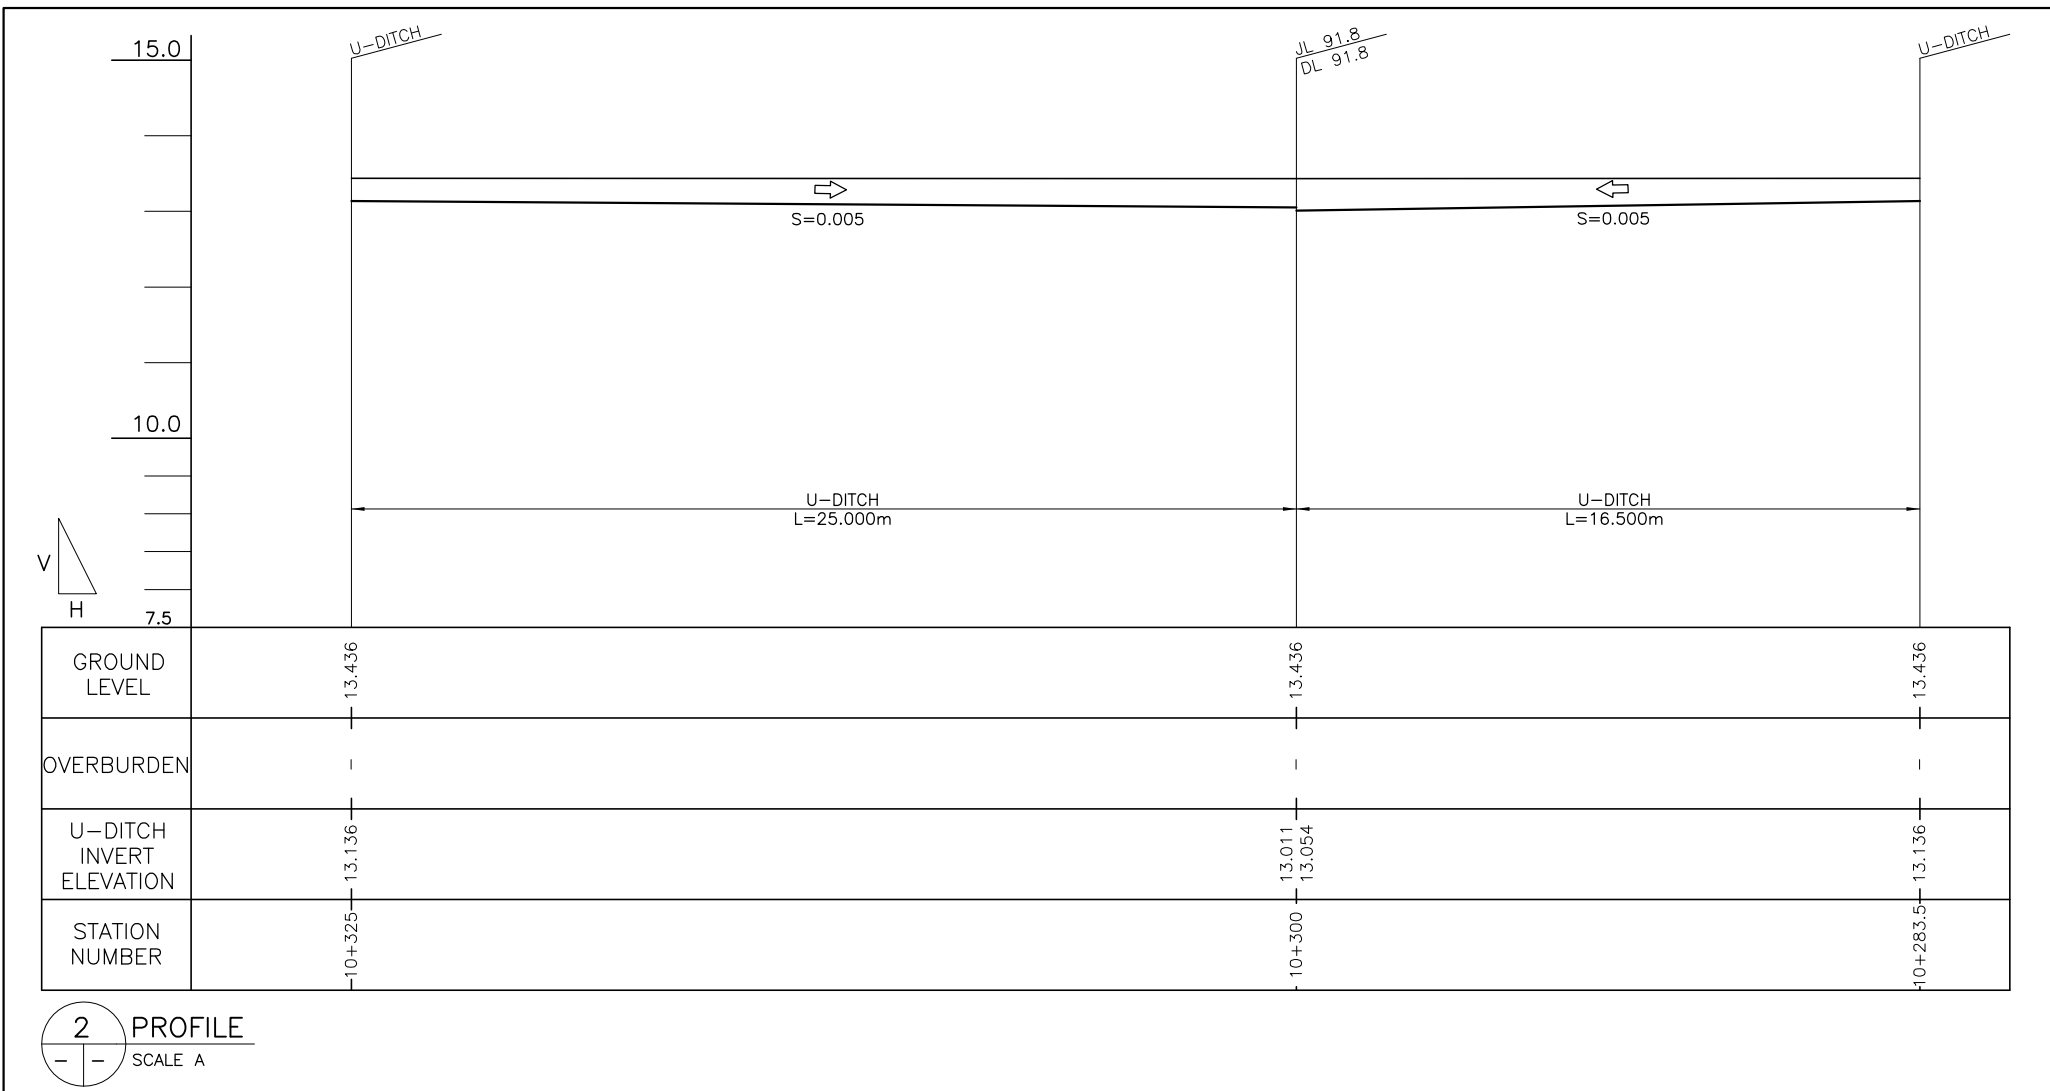 15.0
10.0
7.5
V
H
U-DITCH
JL 91.8
DL 91.8
U-DITCH
S=0.005
S=0.005
U-DITCH
L=25.000m
U-DITCH
L=16.500m
GROUND
LEVEL
13.436
13.436
13.436
OVERBURDEN
-
-
-
U-DITCH
INVERT
ELEVATION
13.136
13.011
13.054
13.136
STATION
NUMBER
10+325
10+300
10+283.5
2
PROFILE
- -
SCALE A